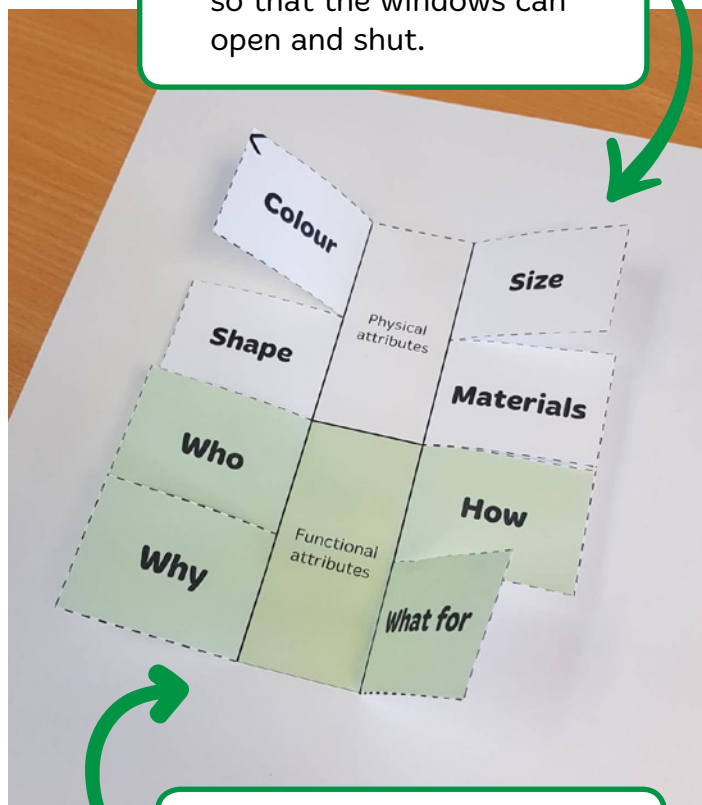 so that the windows can
open and shut.
Colour
Size
Physical
attributes
Shape
Materials
Who
How
Functional
attributes
Why
What for